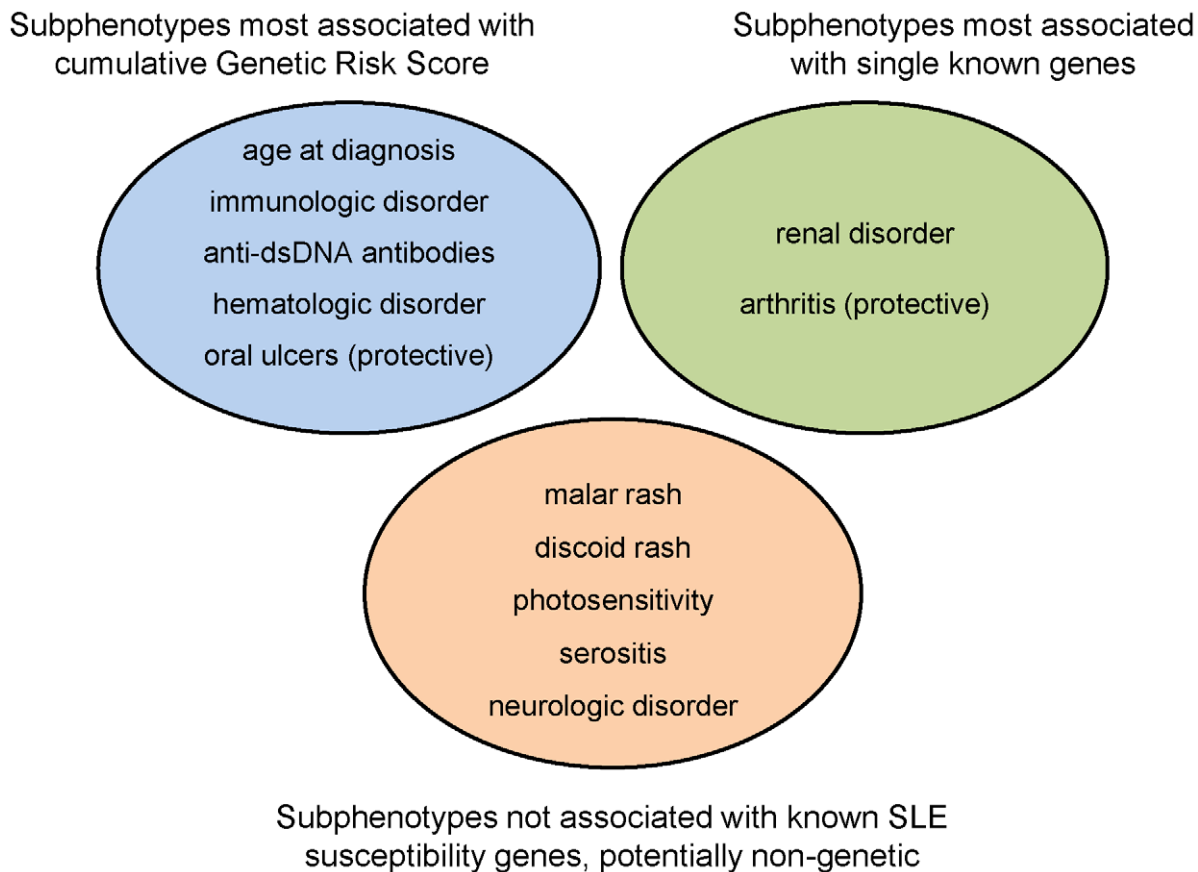 Subphenotypes most associated with
cumulative Genetic Risk Score
age at diagnosis
immunologic disorder
anti-dsDNA antibodies
hematologic disorder
oral ulcers (protective)
Subphenotypes most associated
with single known genes
renal disorder
arthritis (protective)
malar rash
discoid rash
photosensitivity
serositis
neurologic disorder
Subphenotypes not associated with known SLE
susceptibility genes, potentially non-genetic